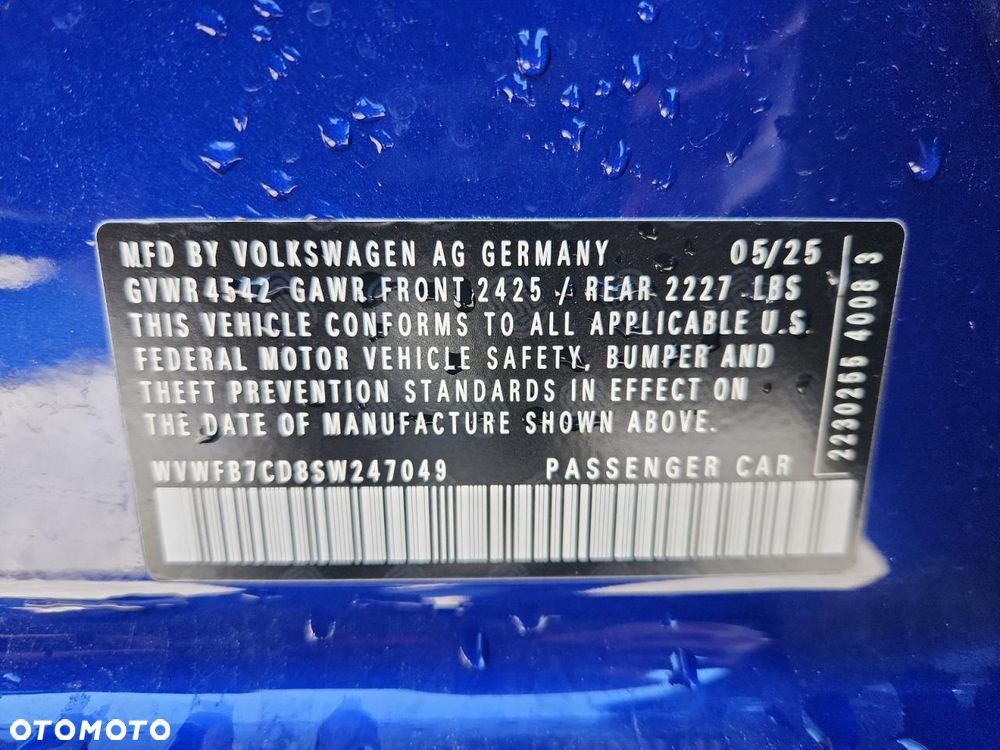 MFD BY VOLKSWAGEN AG GERMANY 05/25
GVWR 4542 GAWR FRONT 2425 / REAR 2227 LBS
THIS VEHICLE CONFORMS TO ALL APPLICABLE U.S.
FEDERAL MOTOR VEHICLE SAFETY, BUMPER AND
THEFT PREVENTION STANDARDS IN EFFECT ON
THE DATE OF MANUFACTURE SHOWN ABOVE.
WVWFB7CD8SW247049 PASSENGER CAR
2230266 4008 3
OTOMOTO